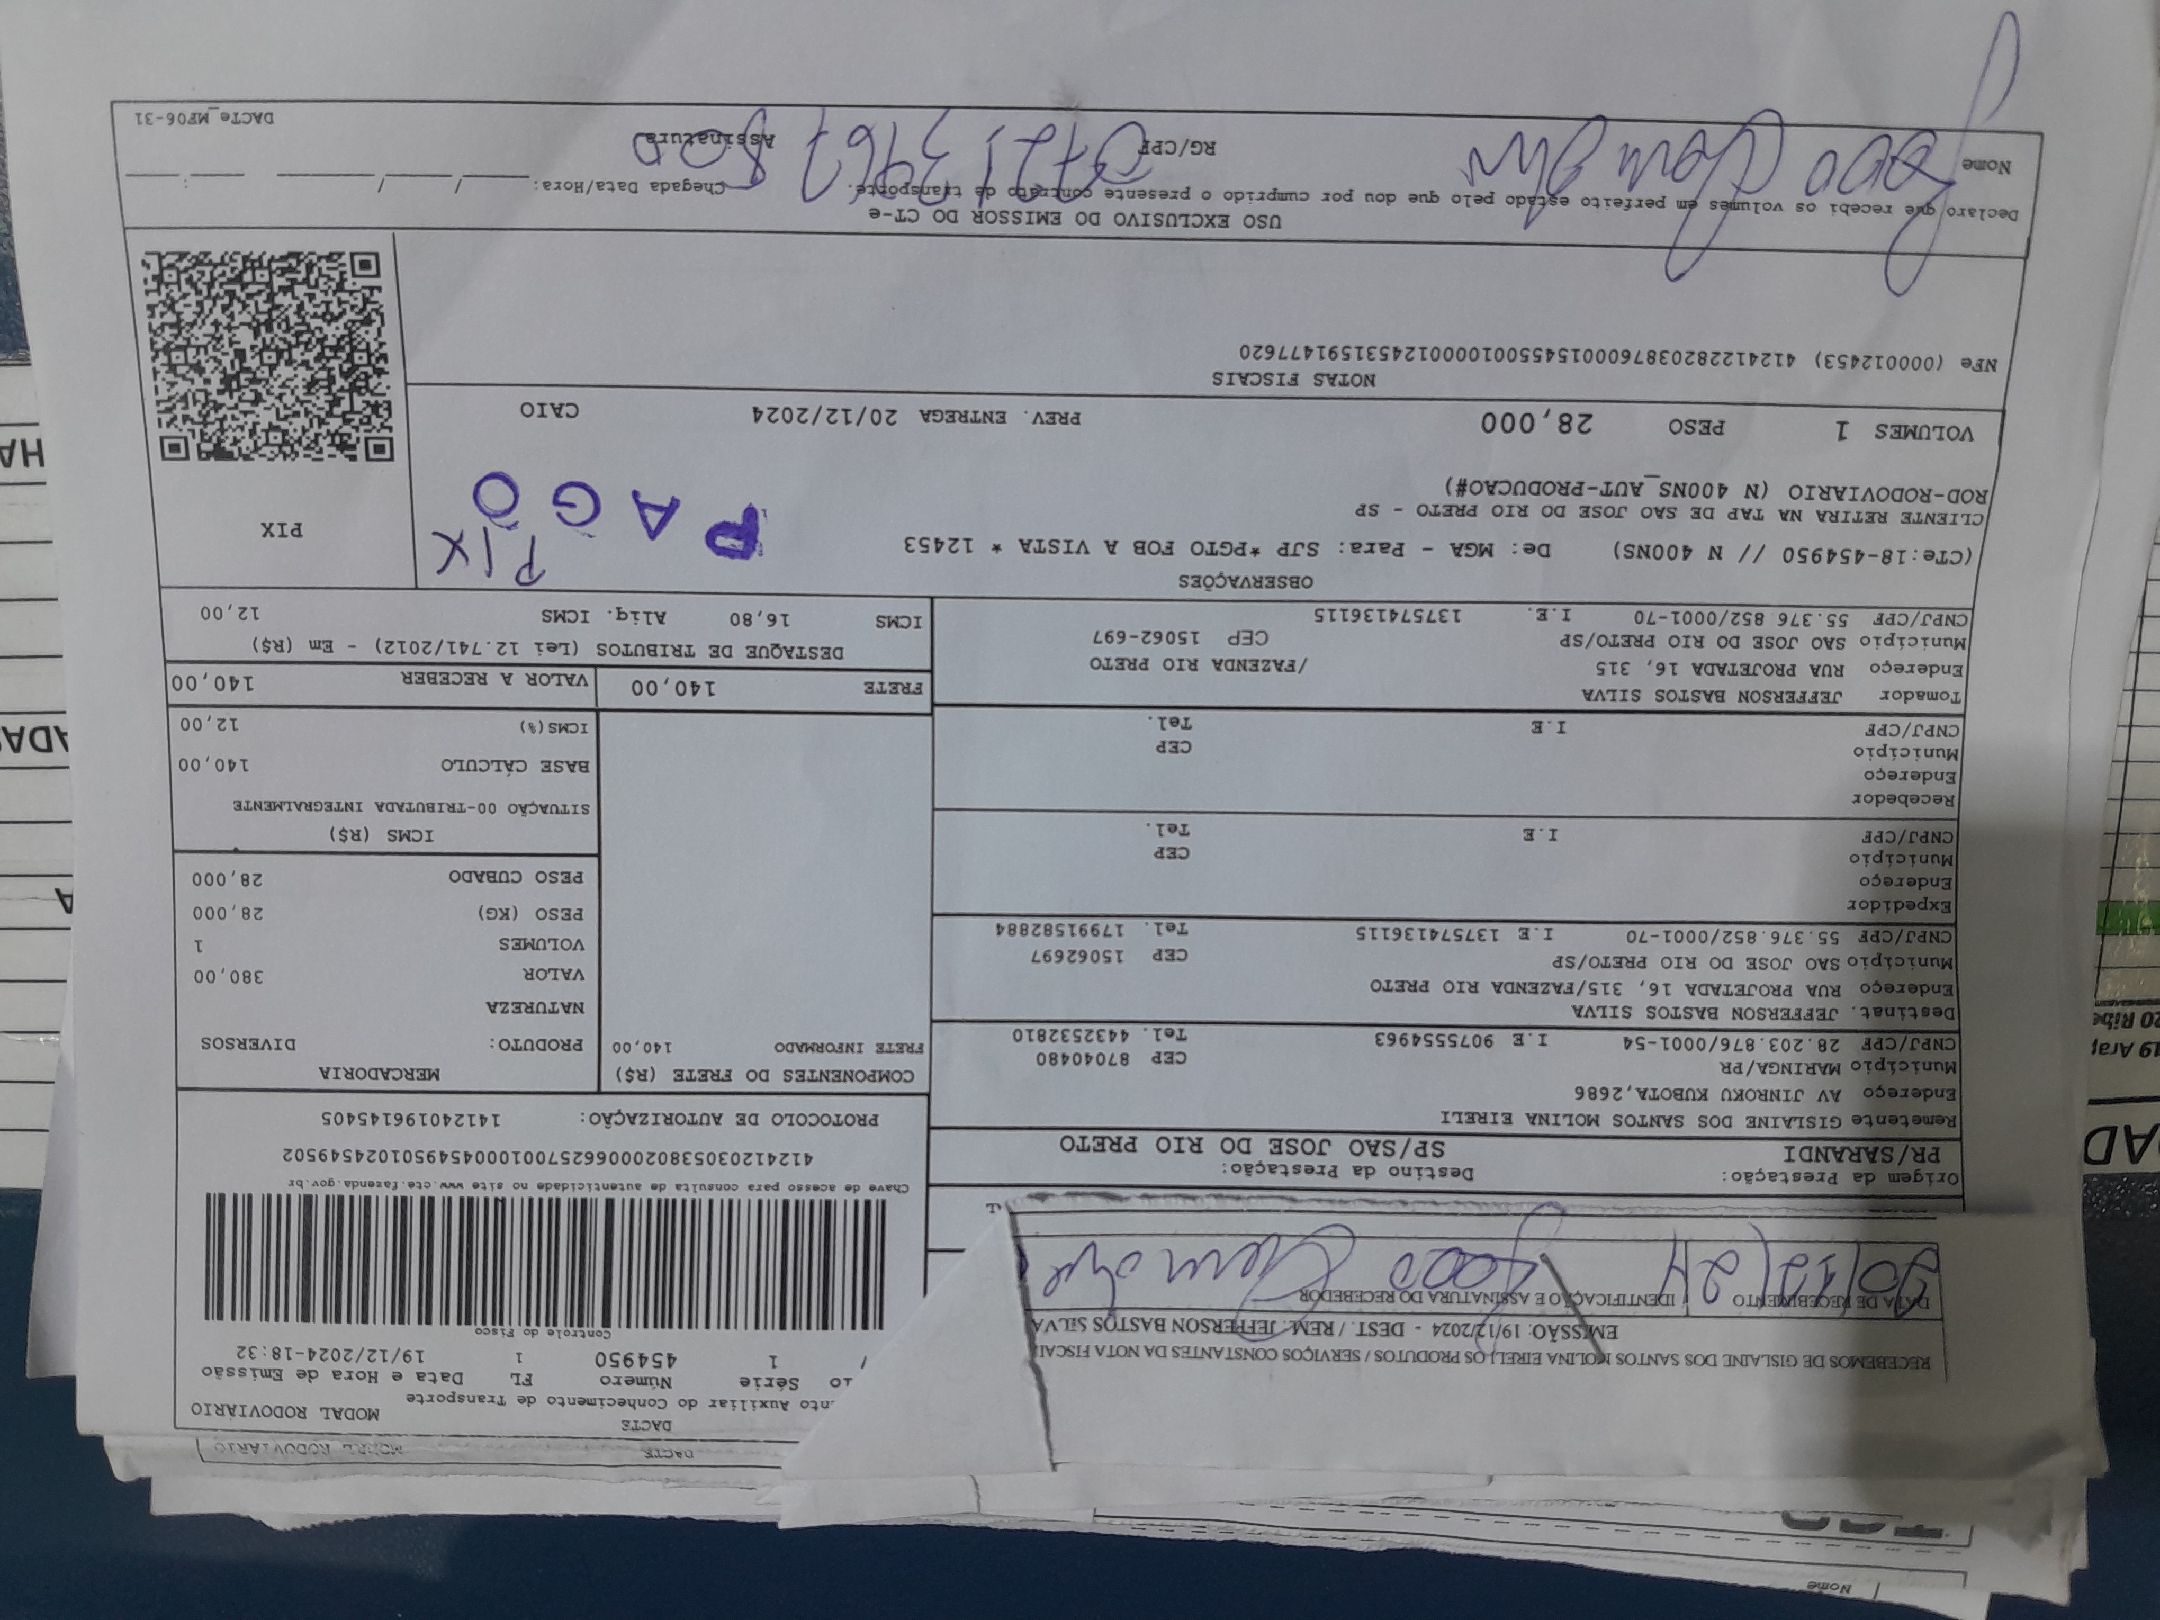 DACTE MODAL RODOVIÁRIO
DACTE
MODAL RODOVIÁRIO
nto Auxiliar do Conhecimento de Transporte
Série Número FL Data e Hora de Emissão
1 454950 1 19/12/2024-18:32
Controle do Fisco
RECEBEMOS DE GISLAINE DOS SANTOS MOLINA EIRELI OS PRODUTOS / SERVIÇOS CONSTANTES DA NOTA FISCAL
EMISSÃO: 19/12/2024 - DEST. / REM.: JEFFERSON BASTOS SILVA
DATA DE RECEBIMENTO IDENTIFICAÇÃO E ASSINATURA DO RECEBEDOR
20/12/24 João
Chave de acesso para consulta de autenticidade no site www.cte.fazenda.gov.br
41241203053802000662570010004549501024549502
PROTOCOLO DE AUTORIZAÇÃO: 141240196145405
Origem da Prestação: Destino da Prestação:
PR/SARANDI SP/SAO JOSE DO RIO PRETO
Remetente GISLAINE DOS SANTOS MOLINA EIRELI
Endereço AV JINROKU KUBOTA,2686
Município MARINGA/PR CEP 87040480
CNPJ/CPF 28.203.876/0001-54 I.E 9075554963 Tel. 4432532810
Destinat. JEFFERSON BASTOS SILVA
Endereço RUA PROJETADA 16, 315/FAZENDA RIO PRETO
Município SAO JOSE DO RIO PRETO/SP CEP 15062697
CNPJ/CPF 55.376.852/0001-70 I.E 137574136115 Tel. 17991582884
Expedidor
Endereço
Município CEP
CNPJ/CPF I.E Tel.
Recebedor
Endereço
Município CEP
CNPJ/CPF I.E Tel.
Tomador JEFFERSON BASTOS SILVA
Endereço RUA PROJETADA 16, 315 /FAZENDA RIO PRETO
Município SAO JOSE DO RIO PRETO/SP CEP 15062-697
CNPJ/CPF 55.376.852/0001-70 I.E. 137574136115
COMPONENTES DO FRETE (R$)
FRETE INFORMADO 140,00
MERCADORIA
PRODUTO: DIVERSOS
NATUREZA
VALOR 380,00
VOLUMES 1
PESO (KG) 28,000
PESO CUBADO 28,000
ICMS (R$)
SITUAÇÃO 00-TRIBUTADA INTEGRALMENTE
BASE CÁLCULO 140,00
ICMS(%) 12,00
FRETE 140,00 VALOR A RECEBER 140,00
DESTAQUE DE TRIBUTOS (Lei 12.741/2012) - Em (R$)
ICMS 16,80 Aliq. ICMS 12,00
OBSERVAÇÕES
(CTe:18-454950 // N 400NS) De: MGA - Para: SJP *PGTO FOB A VISTA * 12453
CLIENTE RETIRA NA TAP DE SAO JOSE DO RIO PRETO - SP
ROD-RODOVIARIO (N 400NS_AUT-PRODUCAO#)
PIX
PAGO
PIX
VOLUMES 1 PESO 28,000 PREV. ENTREGA 20/12/2024 CAIO
NOTAS FISCAIS
NFe (000012453) 41241228203876000154550010000124531591477620
USO EXCLUSIVO DO EMISSOR DO CT-e
Declaro que recebi os volumes em perfeito estado pelo que dou por cumprido o presente contrato de transporte. Chegada Data/Hora: ____/____/____ ____:____
Nome João RG/CPF Assinatura
DACTe_MF06-31
Nome